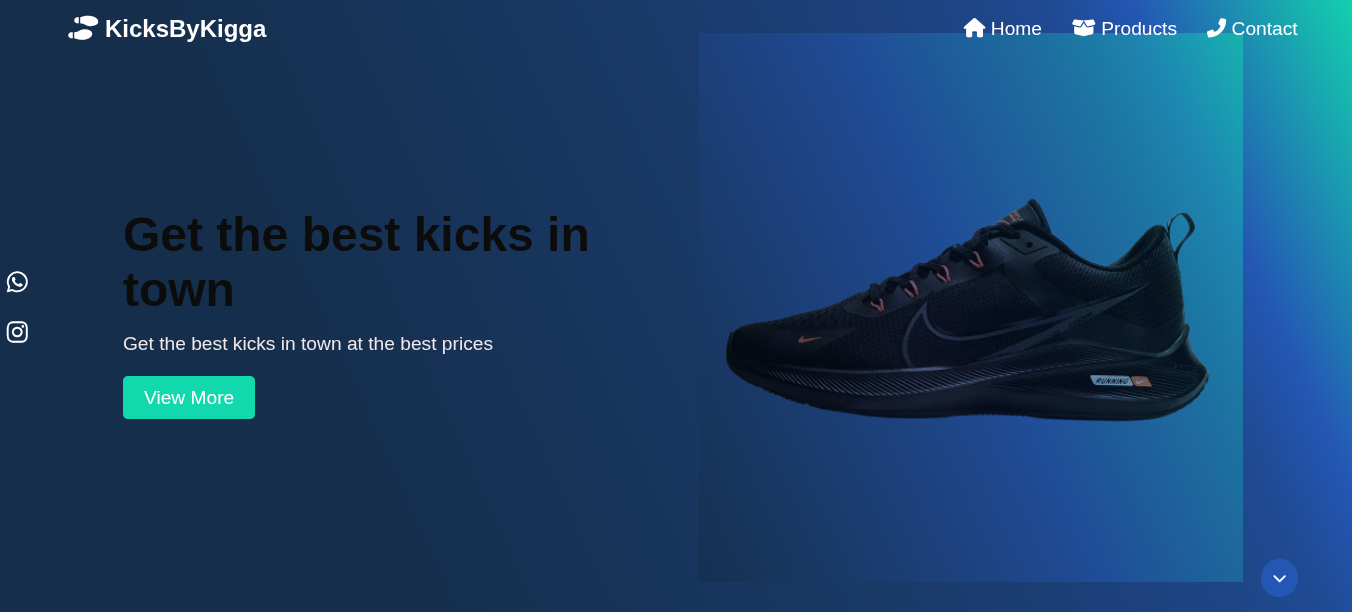 KicksByKigga
Home
Products
Contact
Get the best kicks in
town
Get the best kicks in town at the best prices
View More
RUNNING